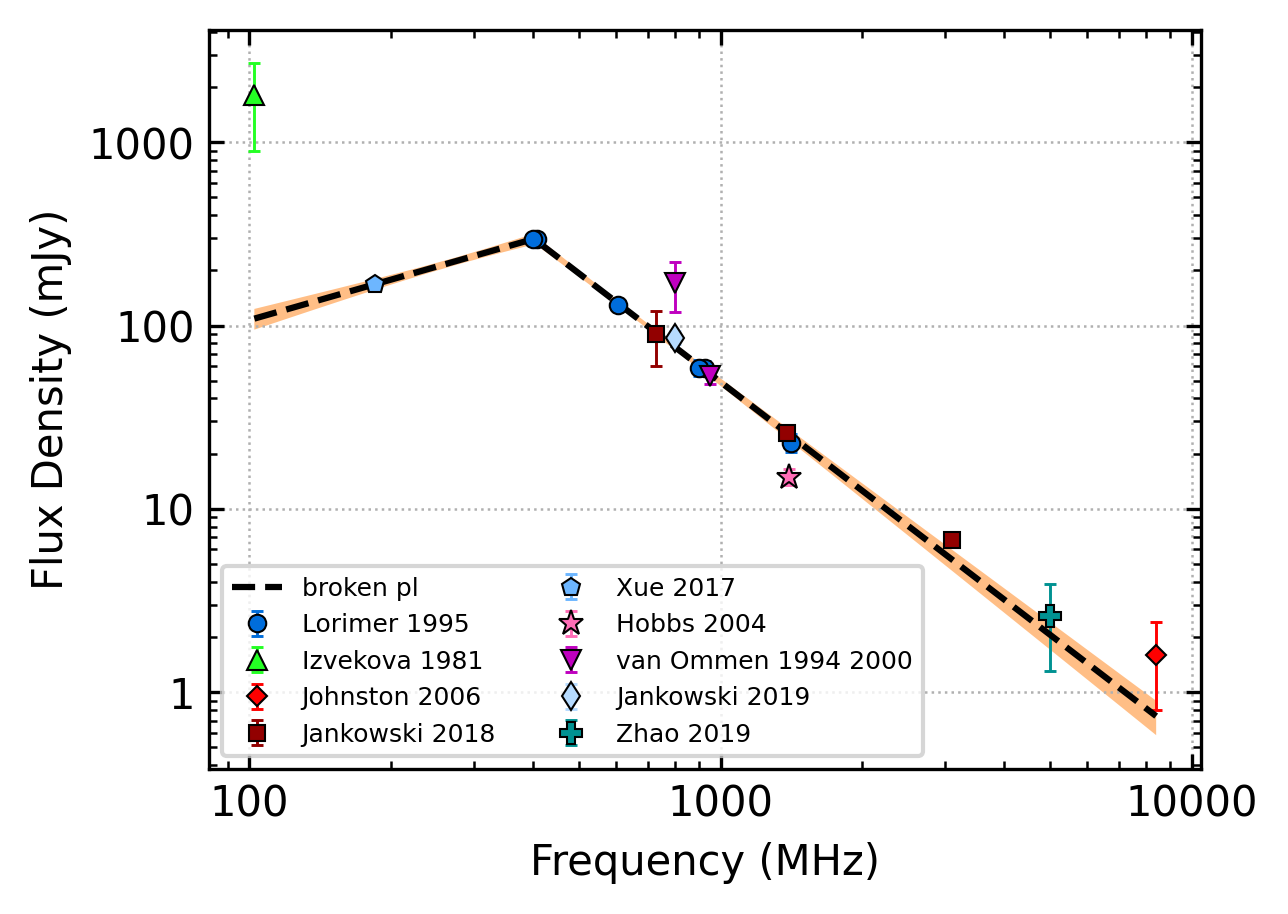 Flux Density (mJy)
1000
100
10
1
broken pl
Lorimer 1995
Izvekova 1981
Johnston 2006
Jankowski 2018
Xue 2017
Hobbs 2004
van Ommen 1994 2000
Jankowski 2019
Zhao 2019
100
1000
10000
Frequency (MHz)